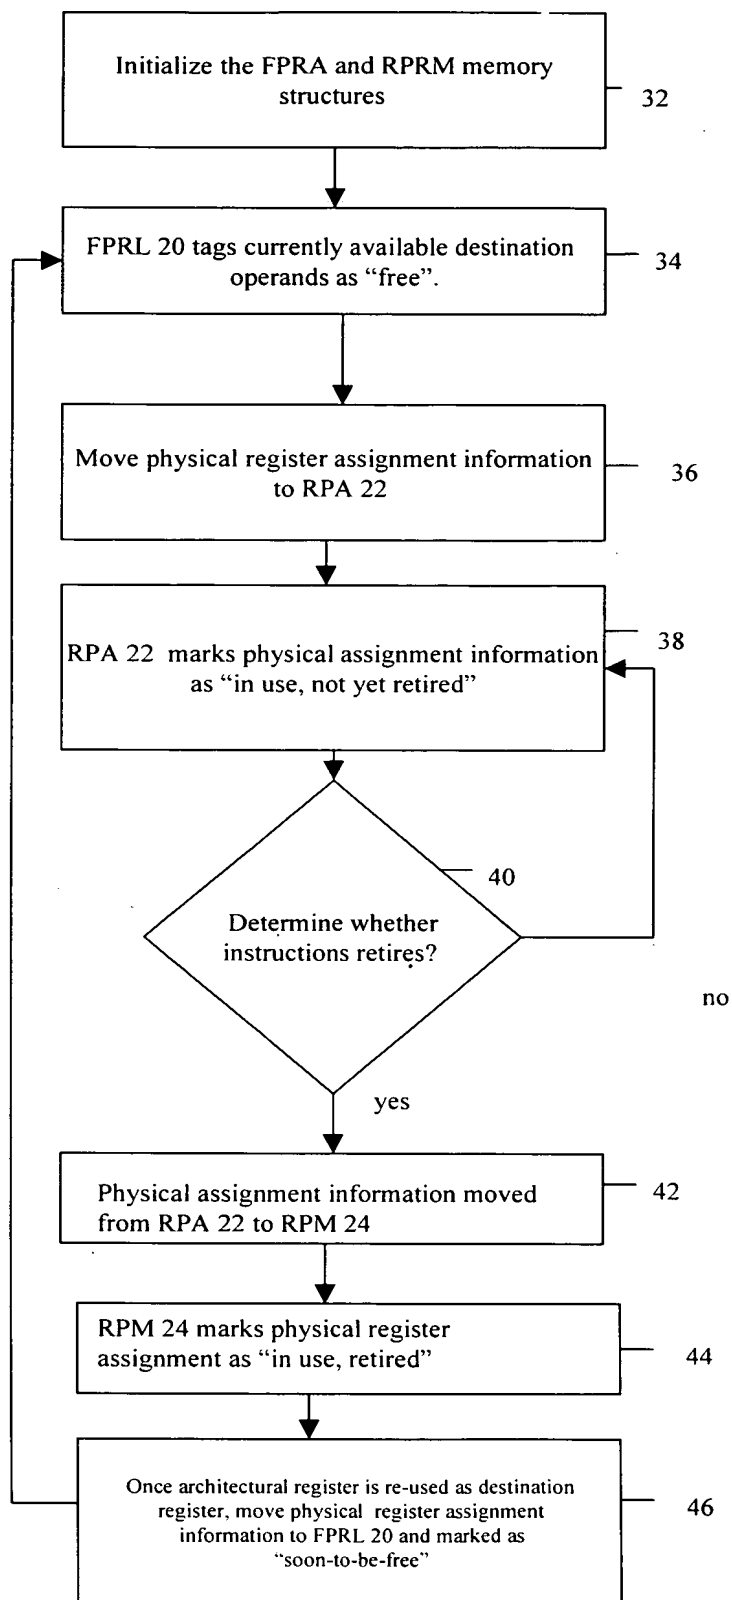 Initialize the FPRA and RPRM memory
structures
32
FPRL 20 tags currently available destination
operands as “free”.
34
Move physical register assignment information
to RPA 22
36
RPA 22 marks physical assignment information
as “in use, not yet retired”
38
40
Determine whether
instructions retires?
no
yes
Physical assignment information moved
from RPA 22 to RPM 24
42
RPM 24 marks physical register
assignment as “in use, retired”
44
Once architectural register is re-used as destination
register, move physical register assignment
information to FPRL 20 and marked as
“soon-to-be-free”
46